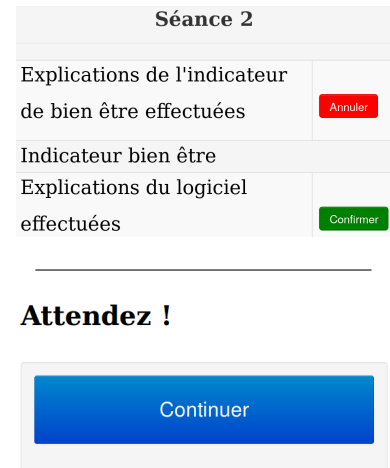 Séance 2
Explications de l'indicateur
de bien être effectuées
Annuler
Indicateur bien être
Explications du logiciel
effectuées
Confirmer
Attendez !
Continuer